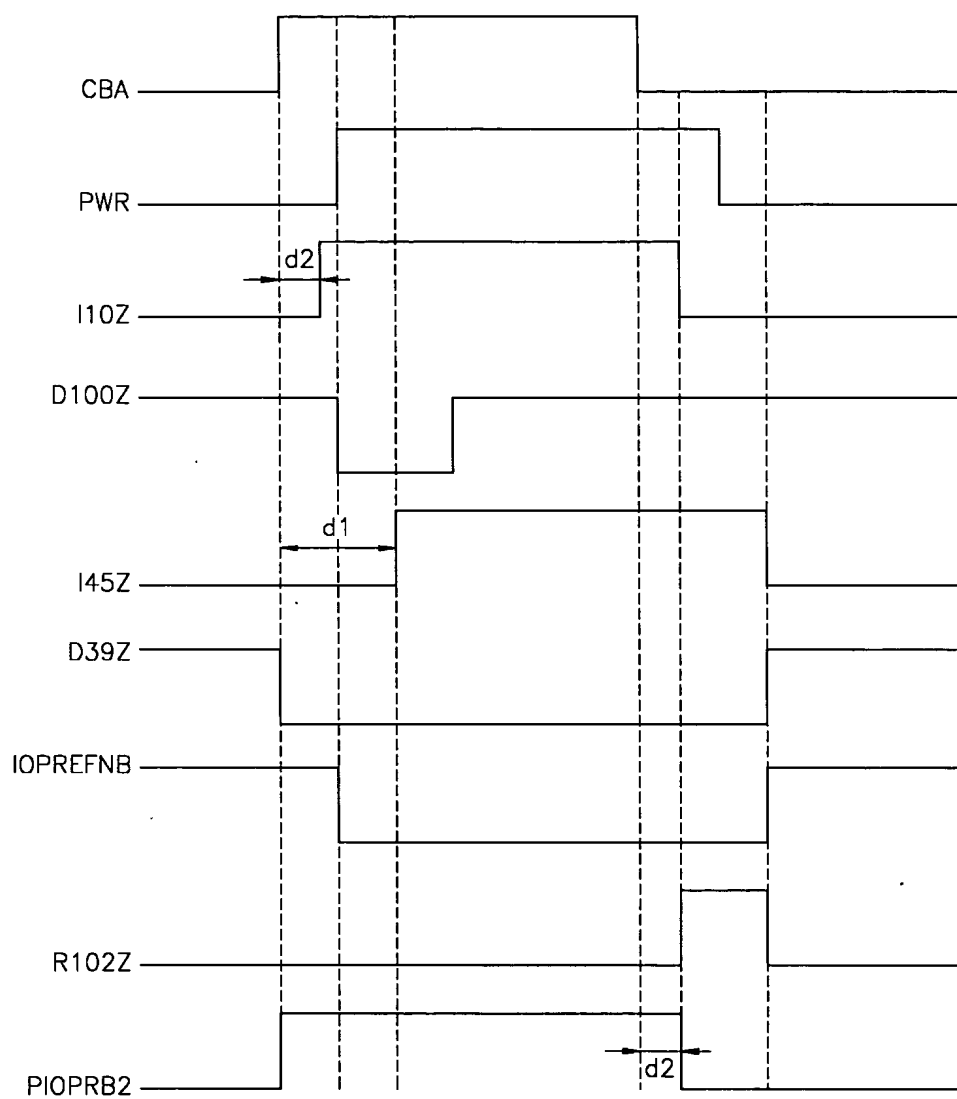 CBA
PWR
d2
I10Z
D100Z
d1
I45Z
D39Z
IOPREFNB
R102Z
d2
PIOPRB2